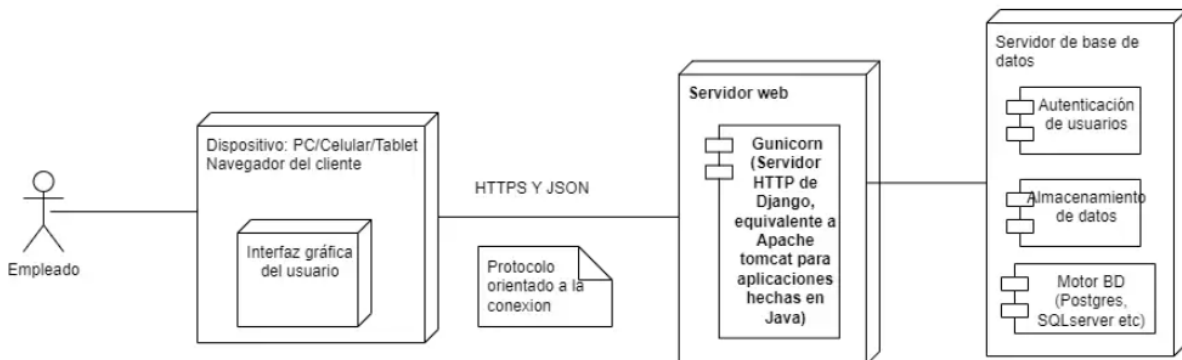 Empleado
Dispositivo: PC/Celular/Tablet
Navegador del cliente
Interfaz gráfica
del usuario
HTTPS Y JSON
Protocolo
orientado a la
conexion
Servidor web
Gunicorn
(Servidor
HTTP de
Django,
equivalente a
Apache
tomcat para
aplicaciones
hechas en
Java)
Servidor de base de
datos
Autenticación
de usuarios
Almacenamiento
de datos
Motor BD
(Postgres,
SQLserver etc)